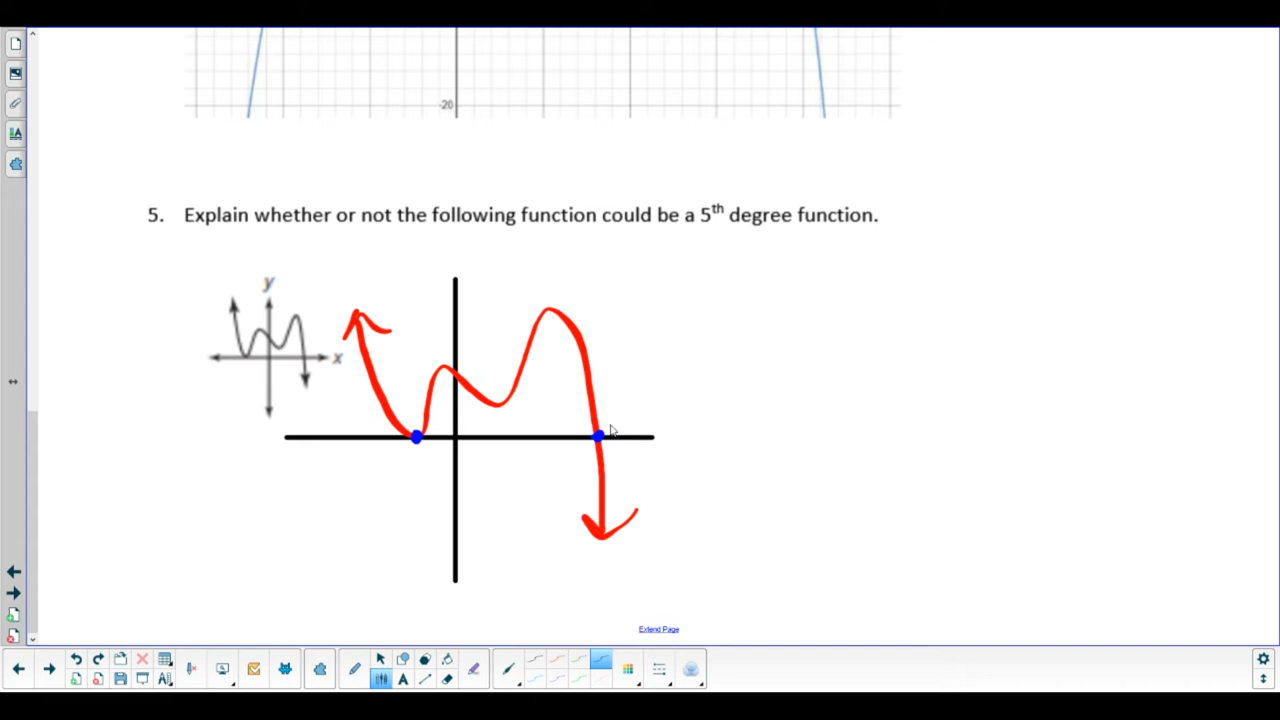 -20
5. Explain whether or not the following function could be a 5th degree function.
y
x
Extend Page
A